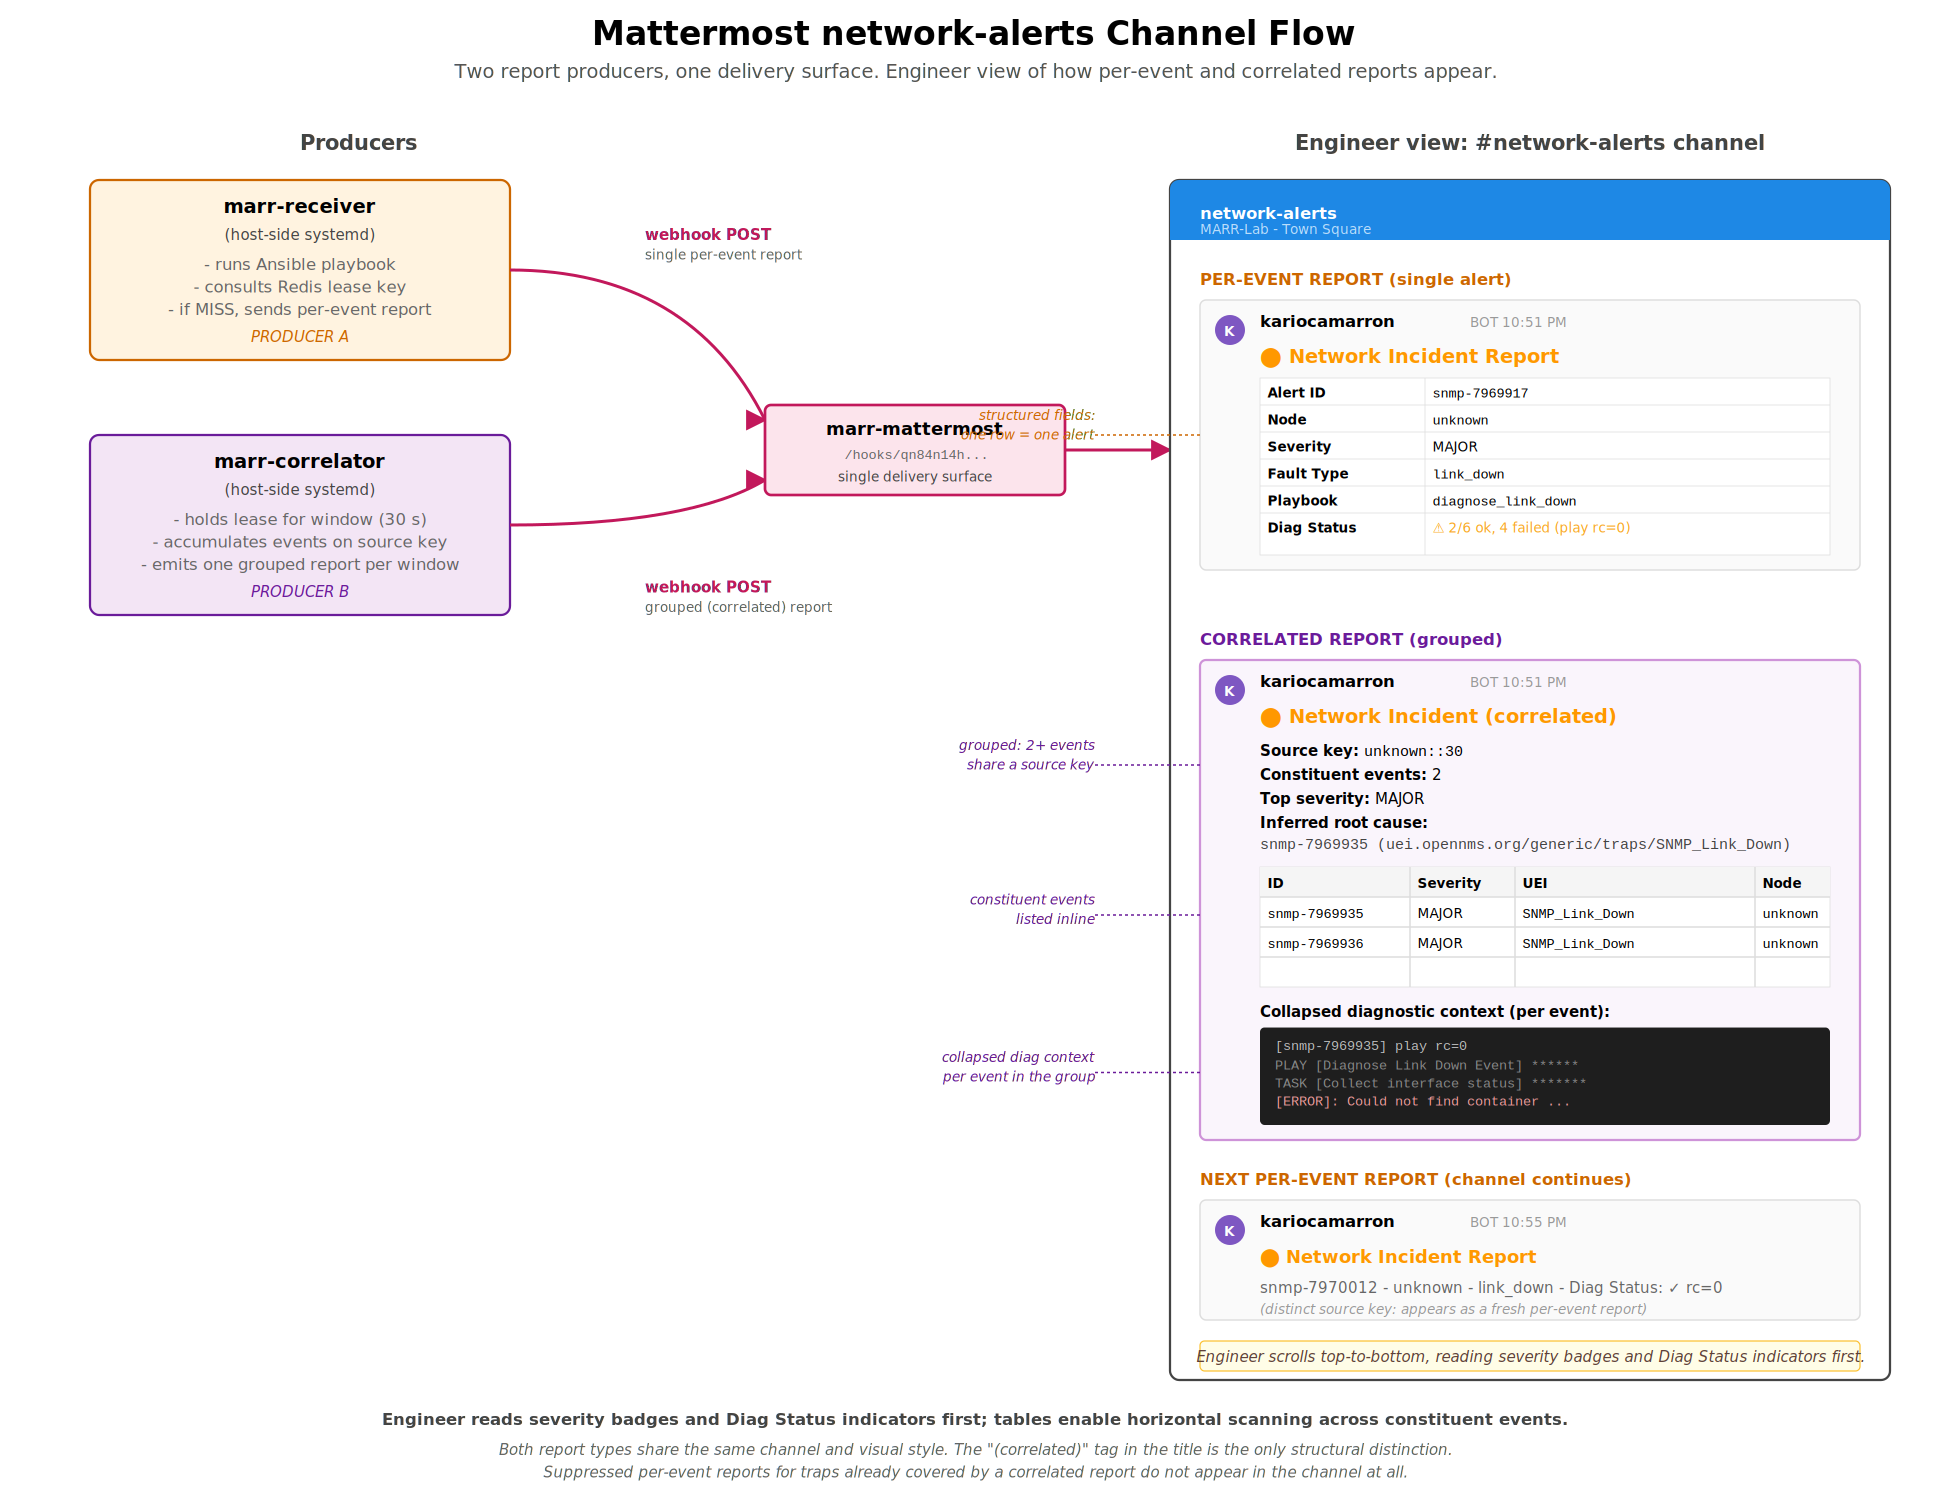 Mattermost network-alerts Channel Flow
Two report producers, one delivery surface. Engineer view of how per-event and correlated reports appear.
Producers
marr-receiver
(host-side systemd)
- runs Ansible playbook
- consults Redis lease key
- if MISS, sends per-event report
PRODUCER A
marr-correlator
(host-side systemd)
- holds lease for window (30 s)
- accumulates events on source key
- emits one grouped report per window
PRODUCER B
webhook POST
single per-event report
marr-mattermost
/hooks/qn84n14h...
single delivery surface
webhook POST
grouped (correlated) report
structured fields:
one row = one alert
grouped: 2+ events
share a source key
constituent events
listed inline
collapsed diag context
per event in the group
Engineer view: #network-alerts channel
network-alerts
MARR-Lab - Town Square
PER-EVENT REPORT (single alert)
K
kariocamarron BOT 10:51 PM
Network Incident Report
Alert ID snmp-7969917
Node unknown
Severity MAJOR
Fault Type link_down
Playbook diagnose_link_down
Diag Status ⚠ 2/6 ok, 4 failed (play rc=0)
CORRELATED REPORT (grouped)
K
kariocamarron BOT 10:51 PM
Network Incident (correlated)
Source key: unknown::30
Constituent events: 2
Top severity: MAJOR
Inferred root cause:
snmp-7969935 (uei.opennms.org/generic/traps/SNMP_Link_Down)
ID Severity UEI Node
snmp-7969935 MAJOR SNMP_Link_Down unknown
snmp-7969936 MAJOR SNMP_Link_Down unknown
Collapsed diagnostic context (per event):
[snmp-7969935] play rc=0
PLAY [Diagnose Link Down Event] ******
TASK [Collect interface status] *******
[ERROR]: Could not find container ...
NEXT PER-EVENT REPORT (channel continues)
K
kariocamarron BOT 10:55 PM
Network Incident Report
snmp-7970012 - unknown - link_down - Diag Status: ✓ rc=0
(distinct source key: appears as a fresh per-event report)
Engineer scrolls top-to-bottom, reading severity badges and Diag Status indicators first.
Engineer reads severity badges and Diag Status indicators first; tables enable horizontal scanning across constituent events.
Both report types share the same channel and visual style. The "(correlated)" tag in the title is the only structural distinction.
Suppressed per-event reports for traps already covered by a correlated report do not appear in the channel at all.